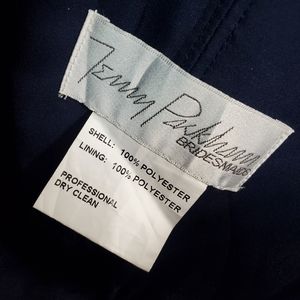 Jenny Packham
BRIDESMAIDS
SHELL: 100% POLYESTER
LINING: 100% POLYESTER
PROFESSIONAL
DRY CLEAN